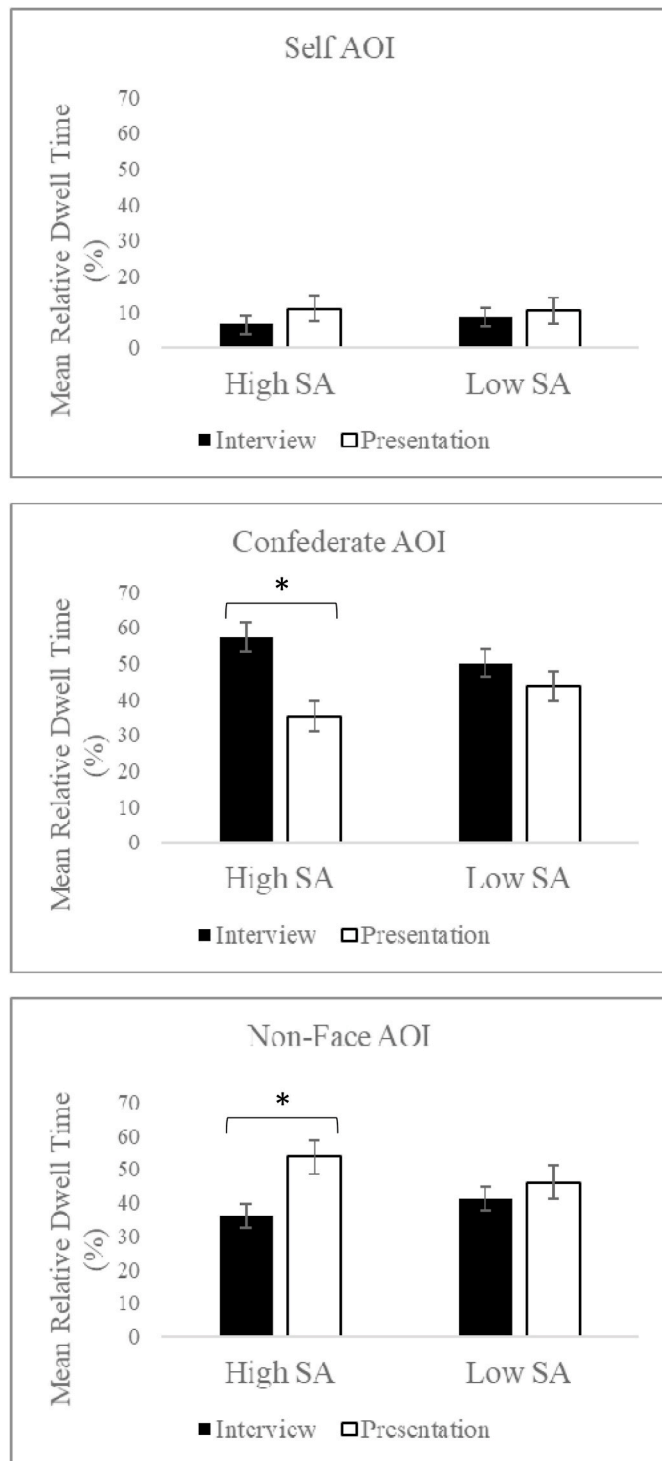 Self AOI
Mean Relative Dwell Time
(%)
70
60
50
40
30
20
10
0
High SA Low SA
■ Interview □ Presentation
Confederate AOI
*
Mean Relative Dwell Time
(%)
70
60
50
40
30
20
10
0
High SA Low SA
■ Interview □ Presentation
Non-Face AOI
*
Mean Relative Dwell Time
(%)
70
60
50
40
30
20
10
0
High SA Low SA
■ Interview □ Presentation